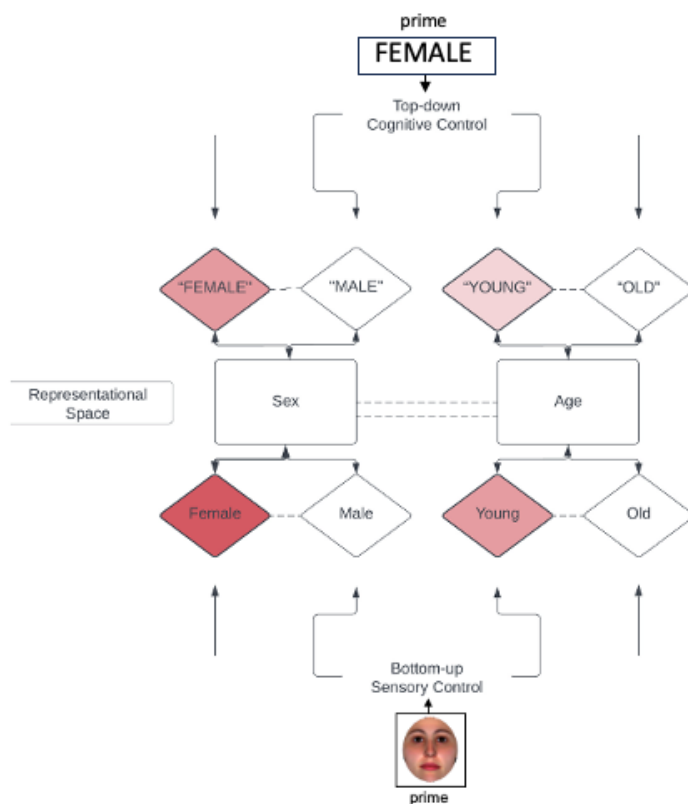 prime
FEMALE
Top-down
Cognitive Control
"FEMALE"
"MALE"
"YOUNG"
"OLD"
Representational
Space
Sex
Age
Female
Male
Young
Old
Bottom-up
Sensory Control
prime